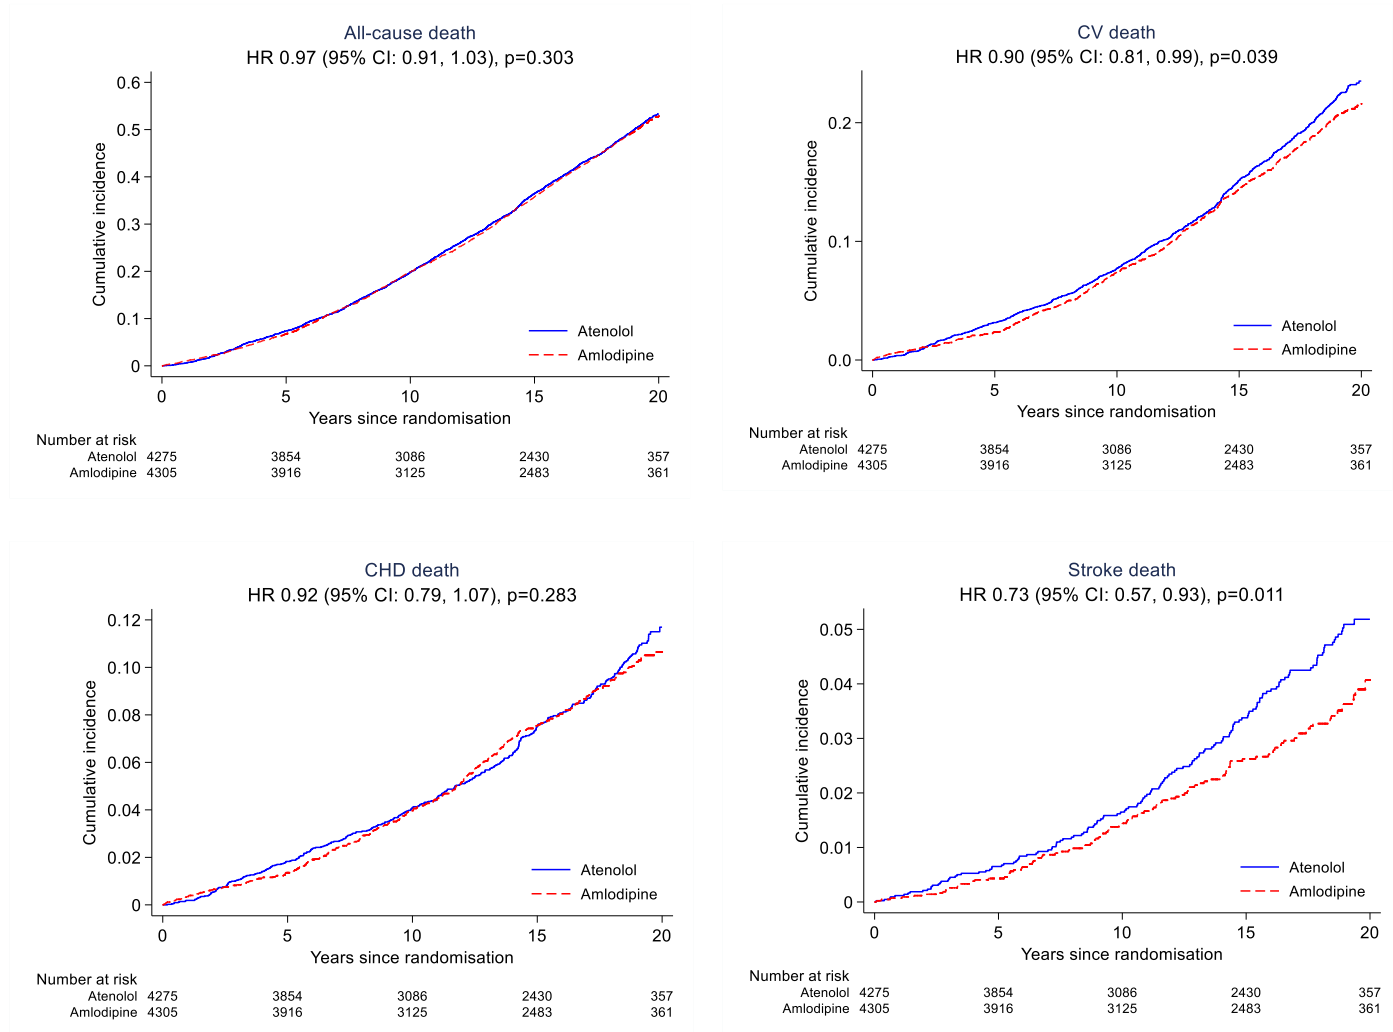 All-cause death
HR 0.97 (95% CI: 0.91, 1.03), p=0.303
0.6
0.5
0.4
0.3
0.2
0.1
0
Cumulative incidence
Atenolol
Amlodipine
0 5 10 15 20
Years since randomisation
Number at risk
Atenolol 4275 3854 3086 2430 357
Amlodipine 4305 3916 3125 2483 361
CV death
HR 0.90 (95% CI: 0.81, 0.99), p=0.039
0.2
0.1
0.0
Cumulative incidence
Atenolol
Amlodipine
0 5 10 15 20
Years since randomisation
Number at risk
Atenolol 4275 3854 3086 2430 357
Amlodipine 4305 3916 3125 2483 361
CHD death
HR 0.92 (95% CI: 0.79, 1.07), p=0.283
0.12
0.10
0.08
0.06
0.04
0.02
0
Cumulative incidence
Atenolol
Amlodipine
0 5 10 15 20
Years since randomisation
Number at risk
Atenolol 4275 3854 3086 2430 357
Amlodipine 4305 3916 3125 2483 361
Stroke death
HR 0.73 (95% CI: 0.57, 0.93), p=0.011
0.05
0.04
0.03
0.02
0.01
0
Cumulative incidence
Atenolol
Amlodipine
0 5 10 15 20
Years since randomisation
Number at risk
Atenolol 4275 3854 3086 2430 357
Amlodipine 4305 3916 3125 2483 361